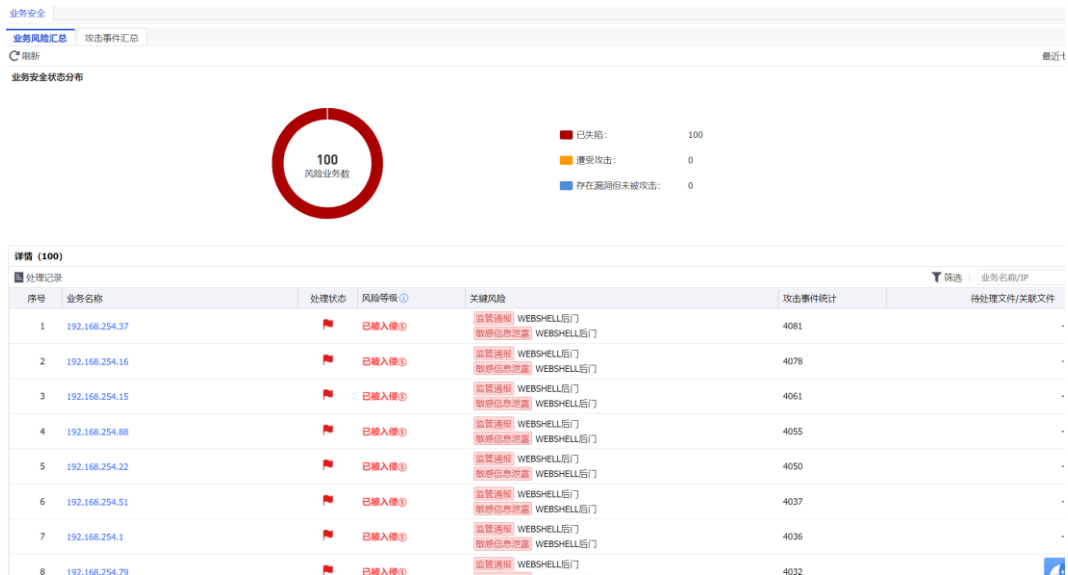 业务安全
业务风险汇总 攻击事件汇总
刷新 最近
业务安全状态分布
100
风险业务数
已失陷: 100
遭受攻击: 0
存在漏洞但未被攻击: 0
详情 (100)
处理记录 筛选 业务名称/IP
序号 业务名称 处理状态 风险等级 关键风险 攻击事件统计 待处理文件/关联文件
1 192.168.254.37 已被入侵⑤ 监管通报 WEBSHELL后门 4081 -
敏感信息泄露 WEBSHELL后门
2 192.168.254.16 已被入侵⑤ 监管通报 WEBSHELL后门 4078 -
敏感信息泄露 WEBSHELL后门
3 192.168.254.15 已被入侵⑤ 监管通报 WEBSHELL后门 4061 -
敏感信息泄露 WEBSHELL后门
4 192.168.254.88 已被入侵⑤ 监管通报 WEBSHELL后门 4055 -
敏感信息泄露 WEBSHELL后门
5 192.168.254.22 已被入侵⑤ 监管通报 WEBSHELL后门 4050 -
敏感信息泄露 WEBSHELL后门
6 192.168.254.51 已被入侵⑤ 监管通报 WEBSHELL后门 4037 -
敏感信息泄露 WEBSHELL后门
7 192.168.254.1 已被入侵⑤ 监管通报 WEBSHELL后门 4036 -
敏感信息泄露 WEBSHELL后门
8 192.168.254.79 已被入侵⑤ 监管通报 WEBSHELL后门 4032